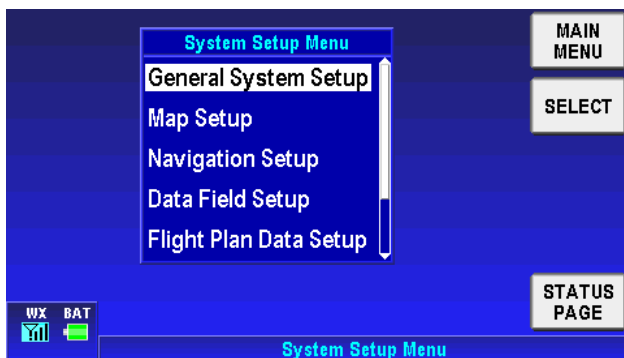 System Setup Menu
General System Setup
Map Setup
Navigation Setup
Data Field Setup
Flight Plan Data Setup
MAIN
MENU
SELECT
STATUS
PAGE
WX BAT
System Setup Menu